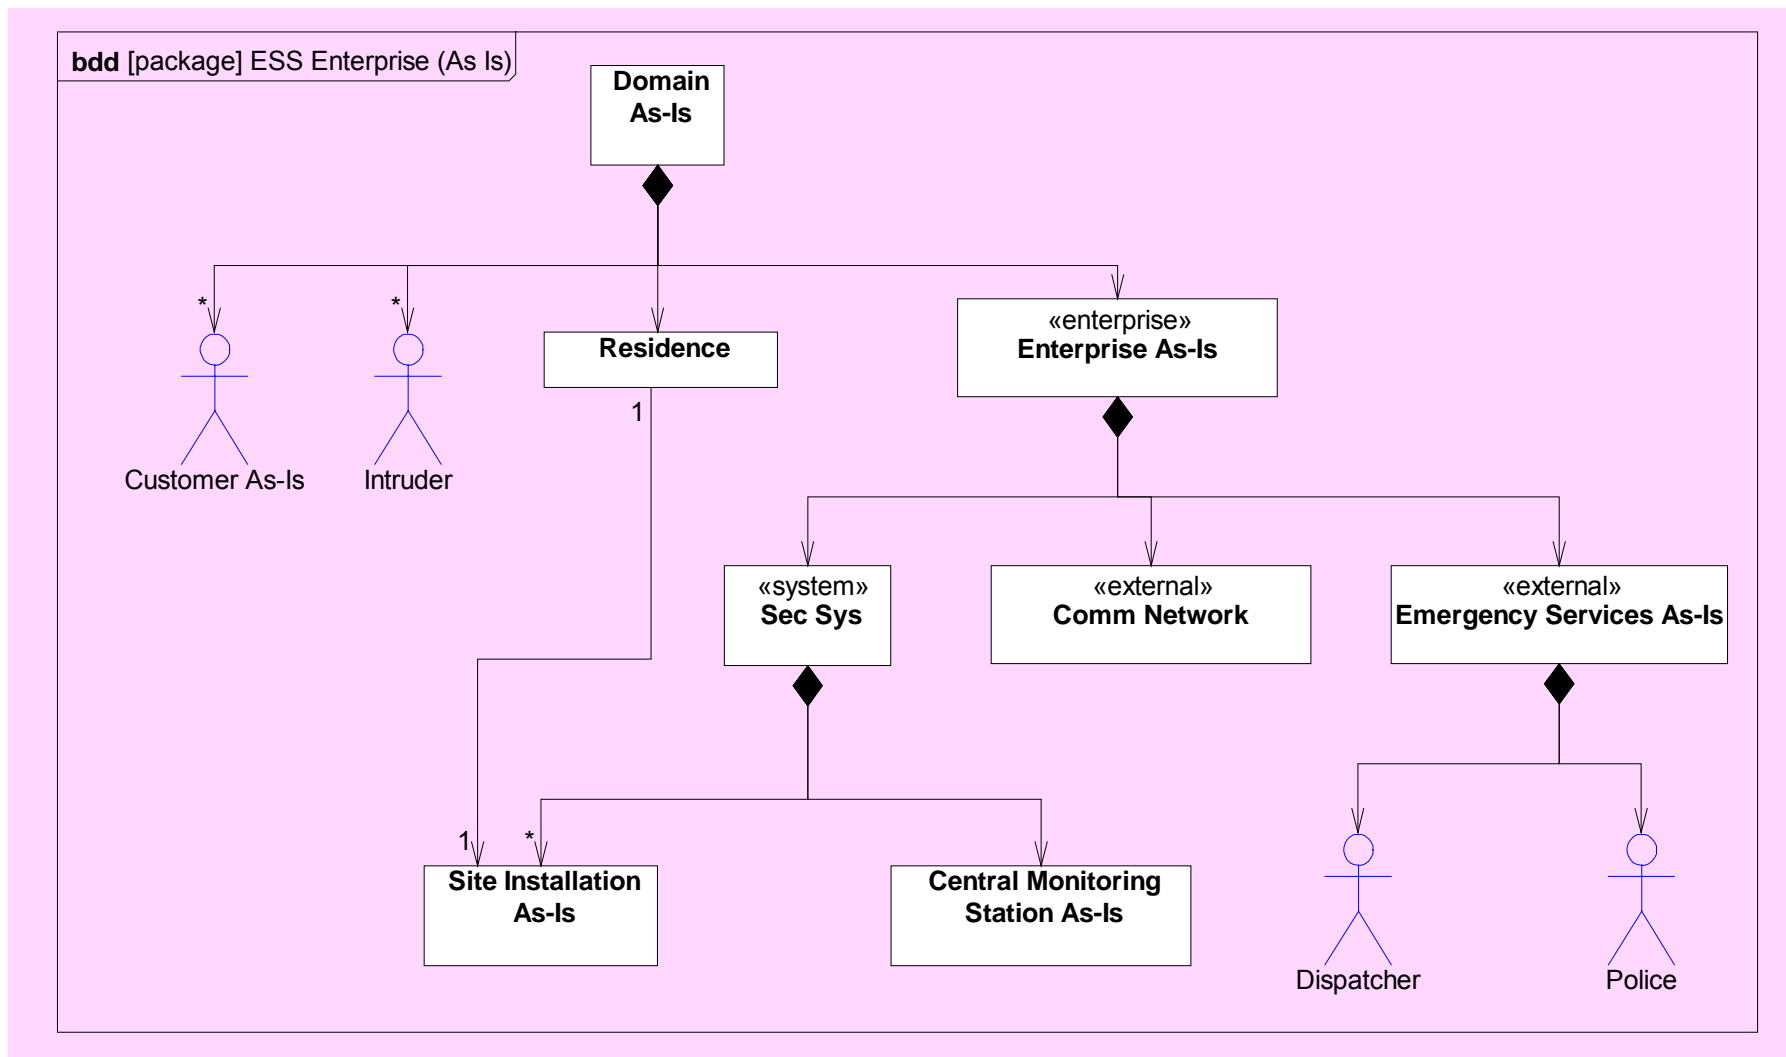 bdd [package] ESS Enterprise (As Is)
Domain
As-Is
*
*
Customer As-Is
Intruder
Residence
1
«enterprise»
Enterprise As-Is
«system»
Sec Sys
«external»
Comm Network
«external»
Emergency Services As-Is
1
*
Site Installation
As-Is
Central Monitoring
Station As-Is
Dispatcher
Police